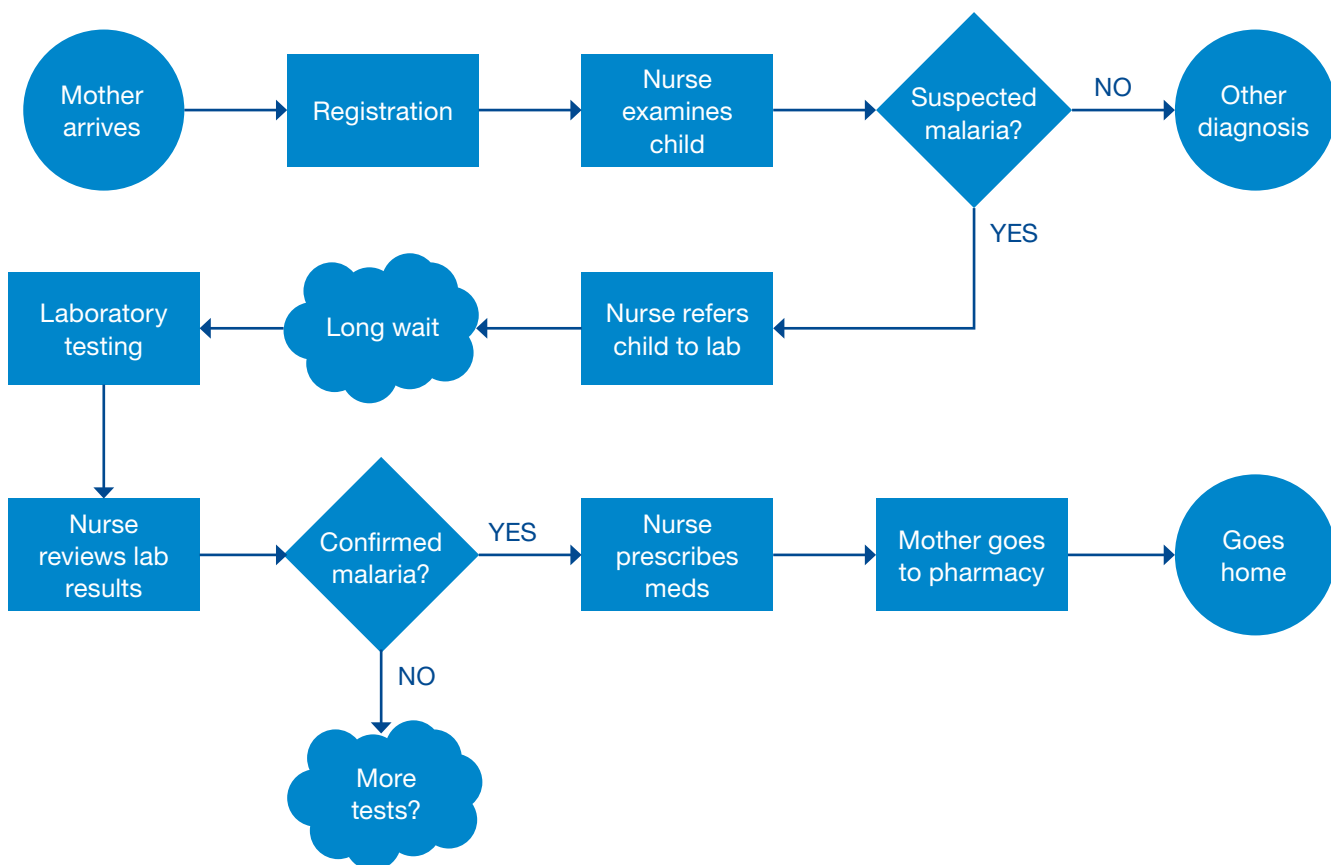 Mother
arrives
Registration
Nurse
examines
child
Suspected
malaria?
NO
Other
diagnosis
YES
Laboratory
testing
Long wait
Nurse refers
child to lab
Nurse
reviews lab
results
Confirmed
malaria?
YES
Nurse
prescribes
meds
Mother goes
to pharmacy
Goes
home
NO
More
tests?